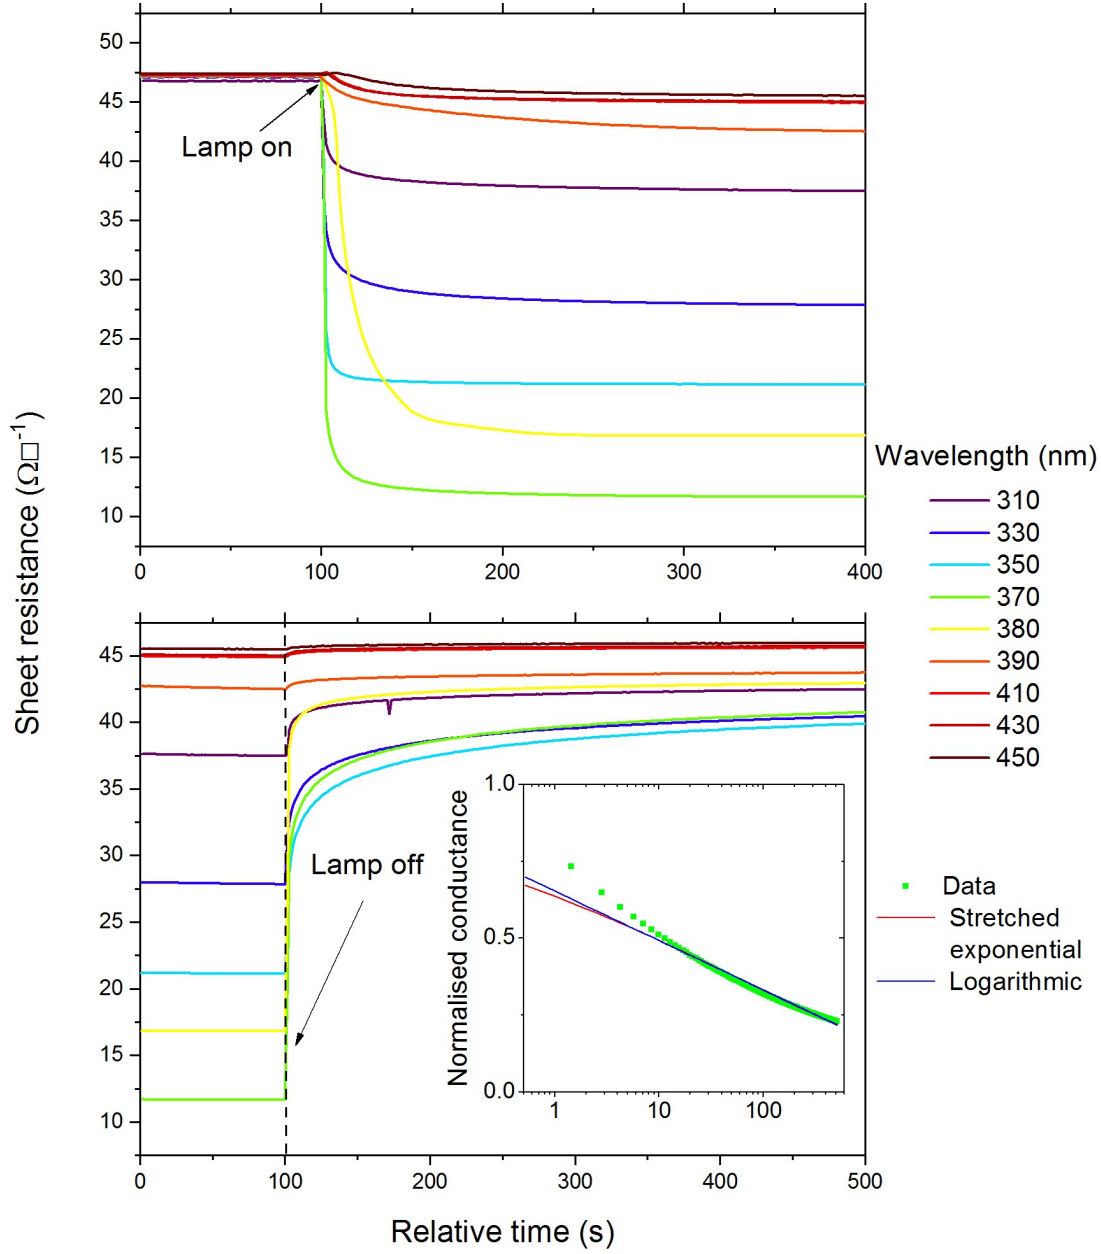 50
45
40
35
30
25
20
15
10
Lamp on
0 100 200 300 400
Sheet resistance (Ω□⁻¹)
Wavelength (nm)
310
330
350
370
380
390
410
430
450
45
40
35
30
25
20
15
10
Lamp off
0 100 200 300 400 500
Relative time (s)
1.0
0.5
0.0
Normalised conductance
1 10 100
Data
Stretched
exponential
Logarithmic